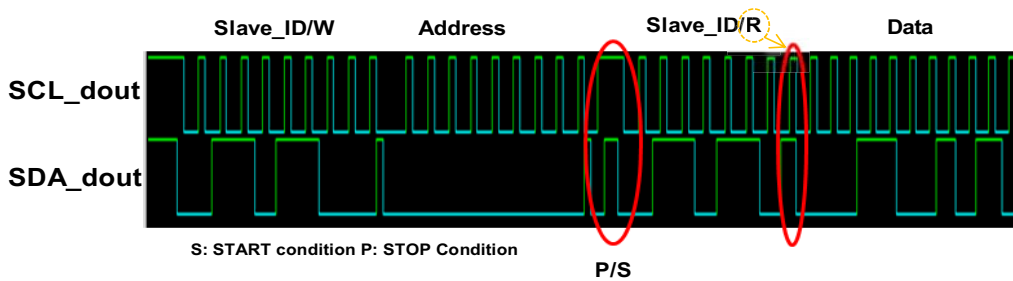 Slave_ID/W Address Slave_ID/R Data
SCL_dout
SDA_dout
S: START condition P: STOP Condition
P/S